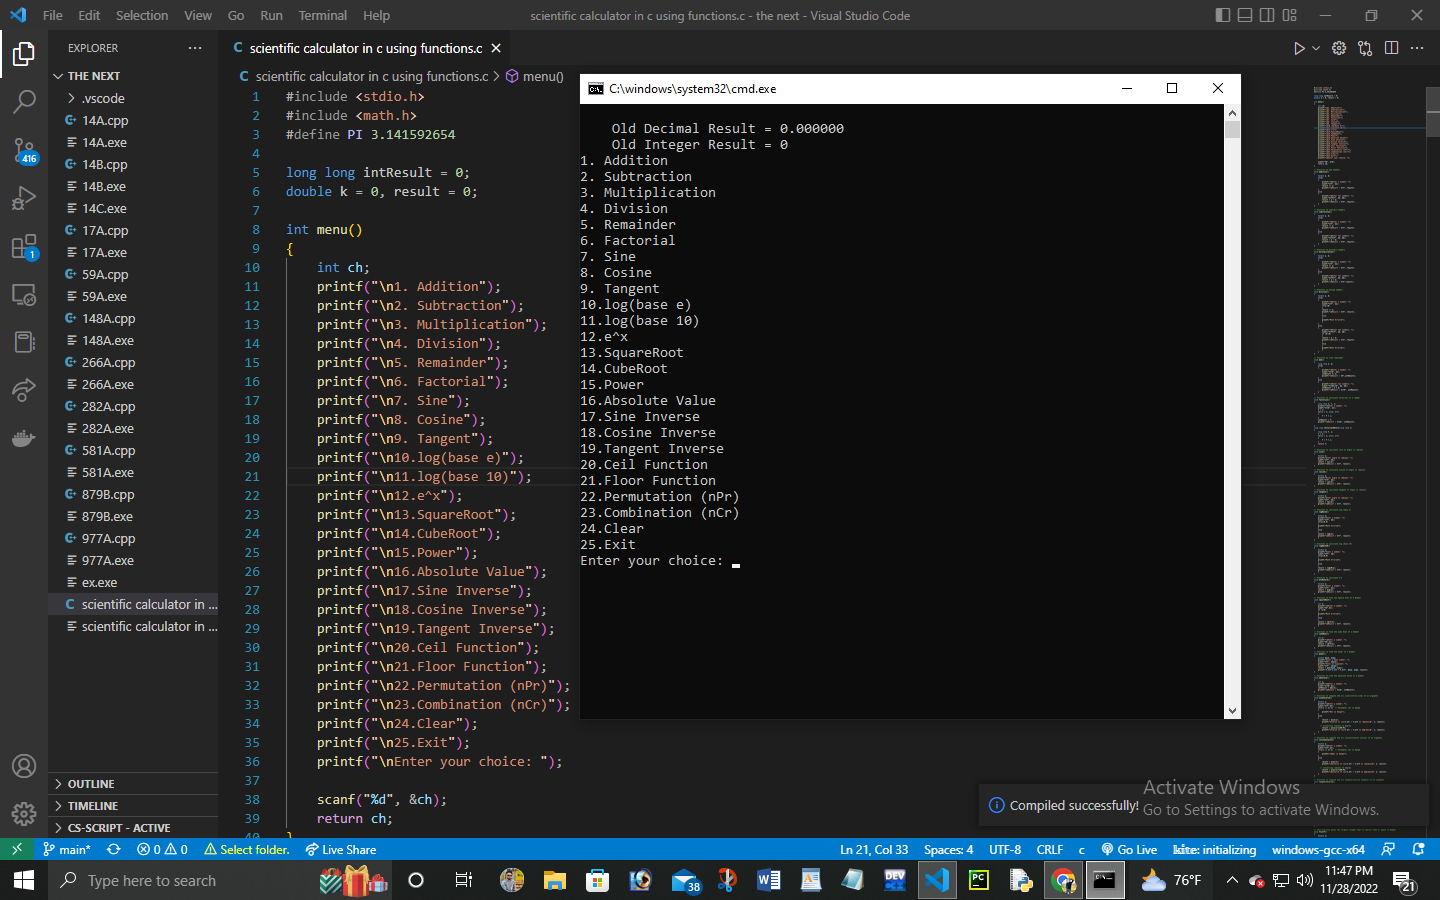 File Edit Selection View Go Run Terminal Help
scientific calculator in c using functions.c - the next - Visual Studio Code
EXPLORER
THE NEXT
.vscode
14A.cpp
14A.exe
14B.cpp
14B.exe
14C.exe
17A.cpp
17A.exe
59A.cpp
59A.exe
148A.cpp
148A.exe
266A.cpp
266A.exe
282A.cpp
282A.exe
581A.cpp
581A.exe
879B.cpp
879B.exe
977A.cpp
977A.exe
ex.exe
scientific calculator in ...
scientific calculator in ...
OUTLINE
TIMELINE
CS-SCRIPT - ACTIVE
416
1
C scientific calculator in c using functions.c
C scientific calculator in c using functions.c > menu()
1 #include <stdio.h>
2 #include <math.h>
3 #define PI 3.141592654
4
5 long long intResult = 0;
6 double k = 0, result = 0;
7
8 int menu()
9 {
10 int ch;
11 printf("\n1. Addition");
12 printf("\n2. Subtraction");
13 printf("\n3. Multiplication");
14 printf("\n4. Division");
15 printf("\n5. Remainder");
16 printf("\n6. Factorial");
17 printf("\n7. Sine");
18 printf("\n8. Cosine");
19 printf("\n9. Tangent");
20 printf("\n10.log(base e)");
21 printf("\n11.log(base 10)");
22 printf("\n12.e^x");
23 printf("\n13.SquareRoot");
24 printf("\n14.CubeRoot");
25 printf("\n15.Power");
26 printf("\n16.Absolute Value");
27 printf("\n17.Sine Inverse");
28 printf("\n18.Cosine Inverse");
29 printf("\n19.Tangent Inverse");
30 printf("\n20.Ceil Function");
31 printf("\n21.Floor Function");
32 printf("\n22.Permutation (nPr)");
33 printf("\n23.Combination (nCr)");
34 printf("\n24.Clear");
35 printf("\n25.Exit");
36 printf("\nEnter your choice: ");
37
38 scanf("%d", &ch);
39 return ch;
40 }
C:\windows\system32\cmd.exe
Old Decimal Result = 0.000000
Old Integer Result = 0
1. Addition
2. Subtraction
3. Multiplication
4. Division
5. Remainder
6. Factorial
7. Sine
8. Cosine
9. Tangent
10.log(base e)
11.log(base 10)
12.e^x
13.SquareRoot
14.CubeRoot
15.Power
16.Absolute Value
17.Sine Inverse
18.Cosine Inverse
19.Tangent Inverse
20.Ceil Function
21.Floor Function
22.Permutation (nPr)
23.Combination (nCr)
24.Clear
25.Exit
Enter your choice:
Compiled successfully!
Activate Windows
Go to Settings to activate Windows.
main* 0 0 Select folder. Live Share
Ln 21, Col 33 Spaces: 4 UTF-8 CRLF c Go Live kite: initializing windows-gcc-x64
Type here to search
38
DEV
PC
76°F
11:47 PM
11/28/2022
21